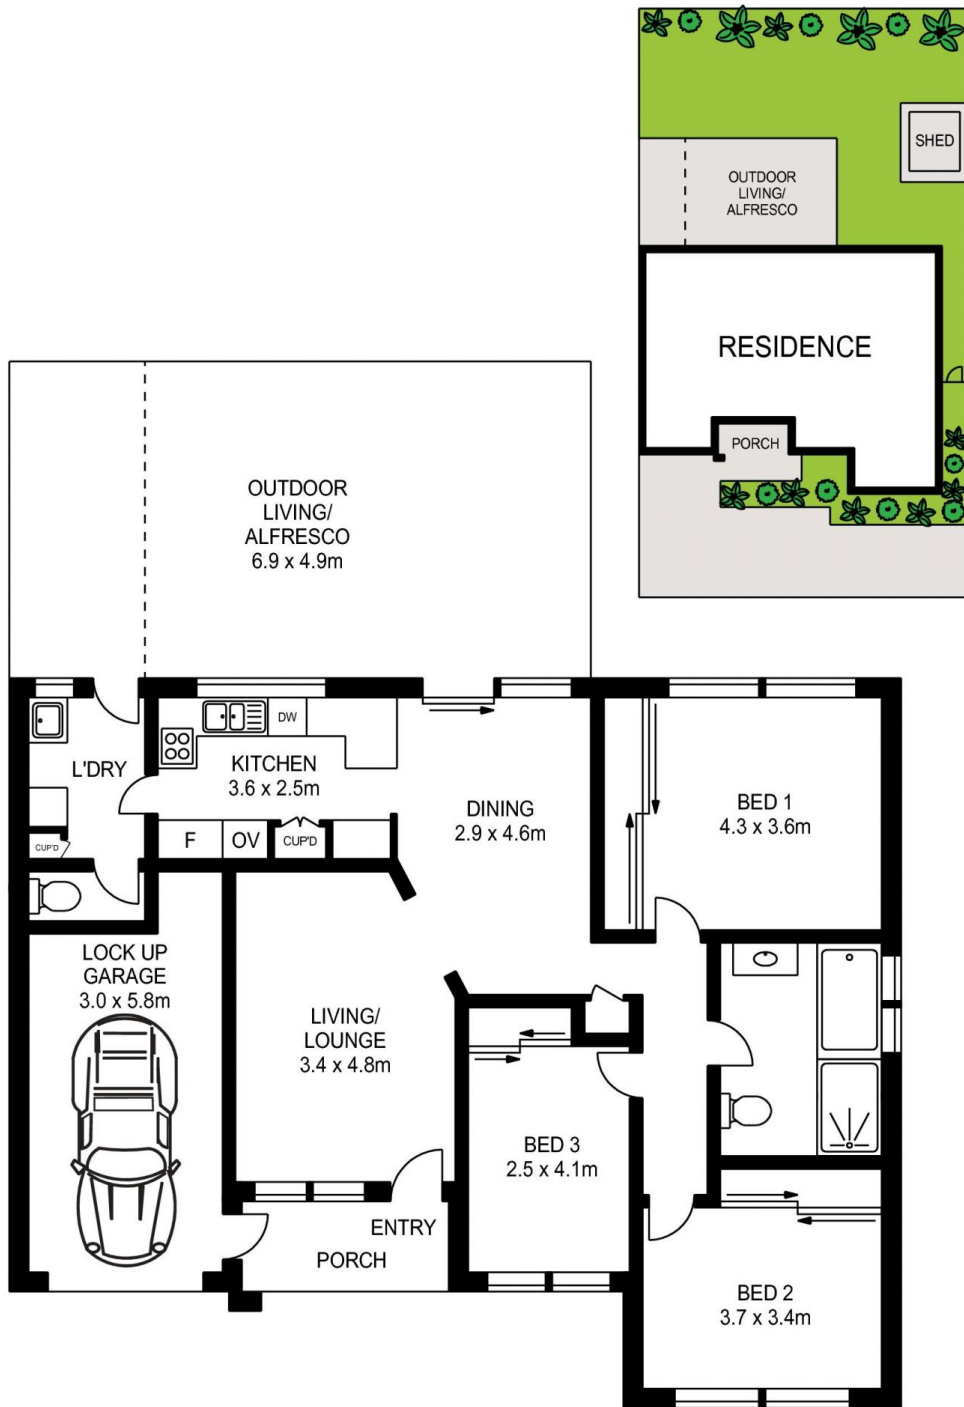 SHED
OUTDOOR
LIVING/
ALFRESCO
RESIDENCE
PORCH
OUTDOOR
LIVING/
ALFRESCO
6.9 x 4.9m
L'DRY
KITCHEN
3.6 x 2.5m
DW
DINING
2.9 x 4.6m
BED 1
4.3 x 3.6m
CUP'D
F
OV
CUP'D
LOCK UP
GARAGE
3.0 x 5.8m
LIVING/
LOUNGE
3.4 x 4.8m
BED 3
2.5 x 4.1m
ENTRY
PORCH
BED 2
3.7 x 3.4m